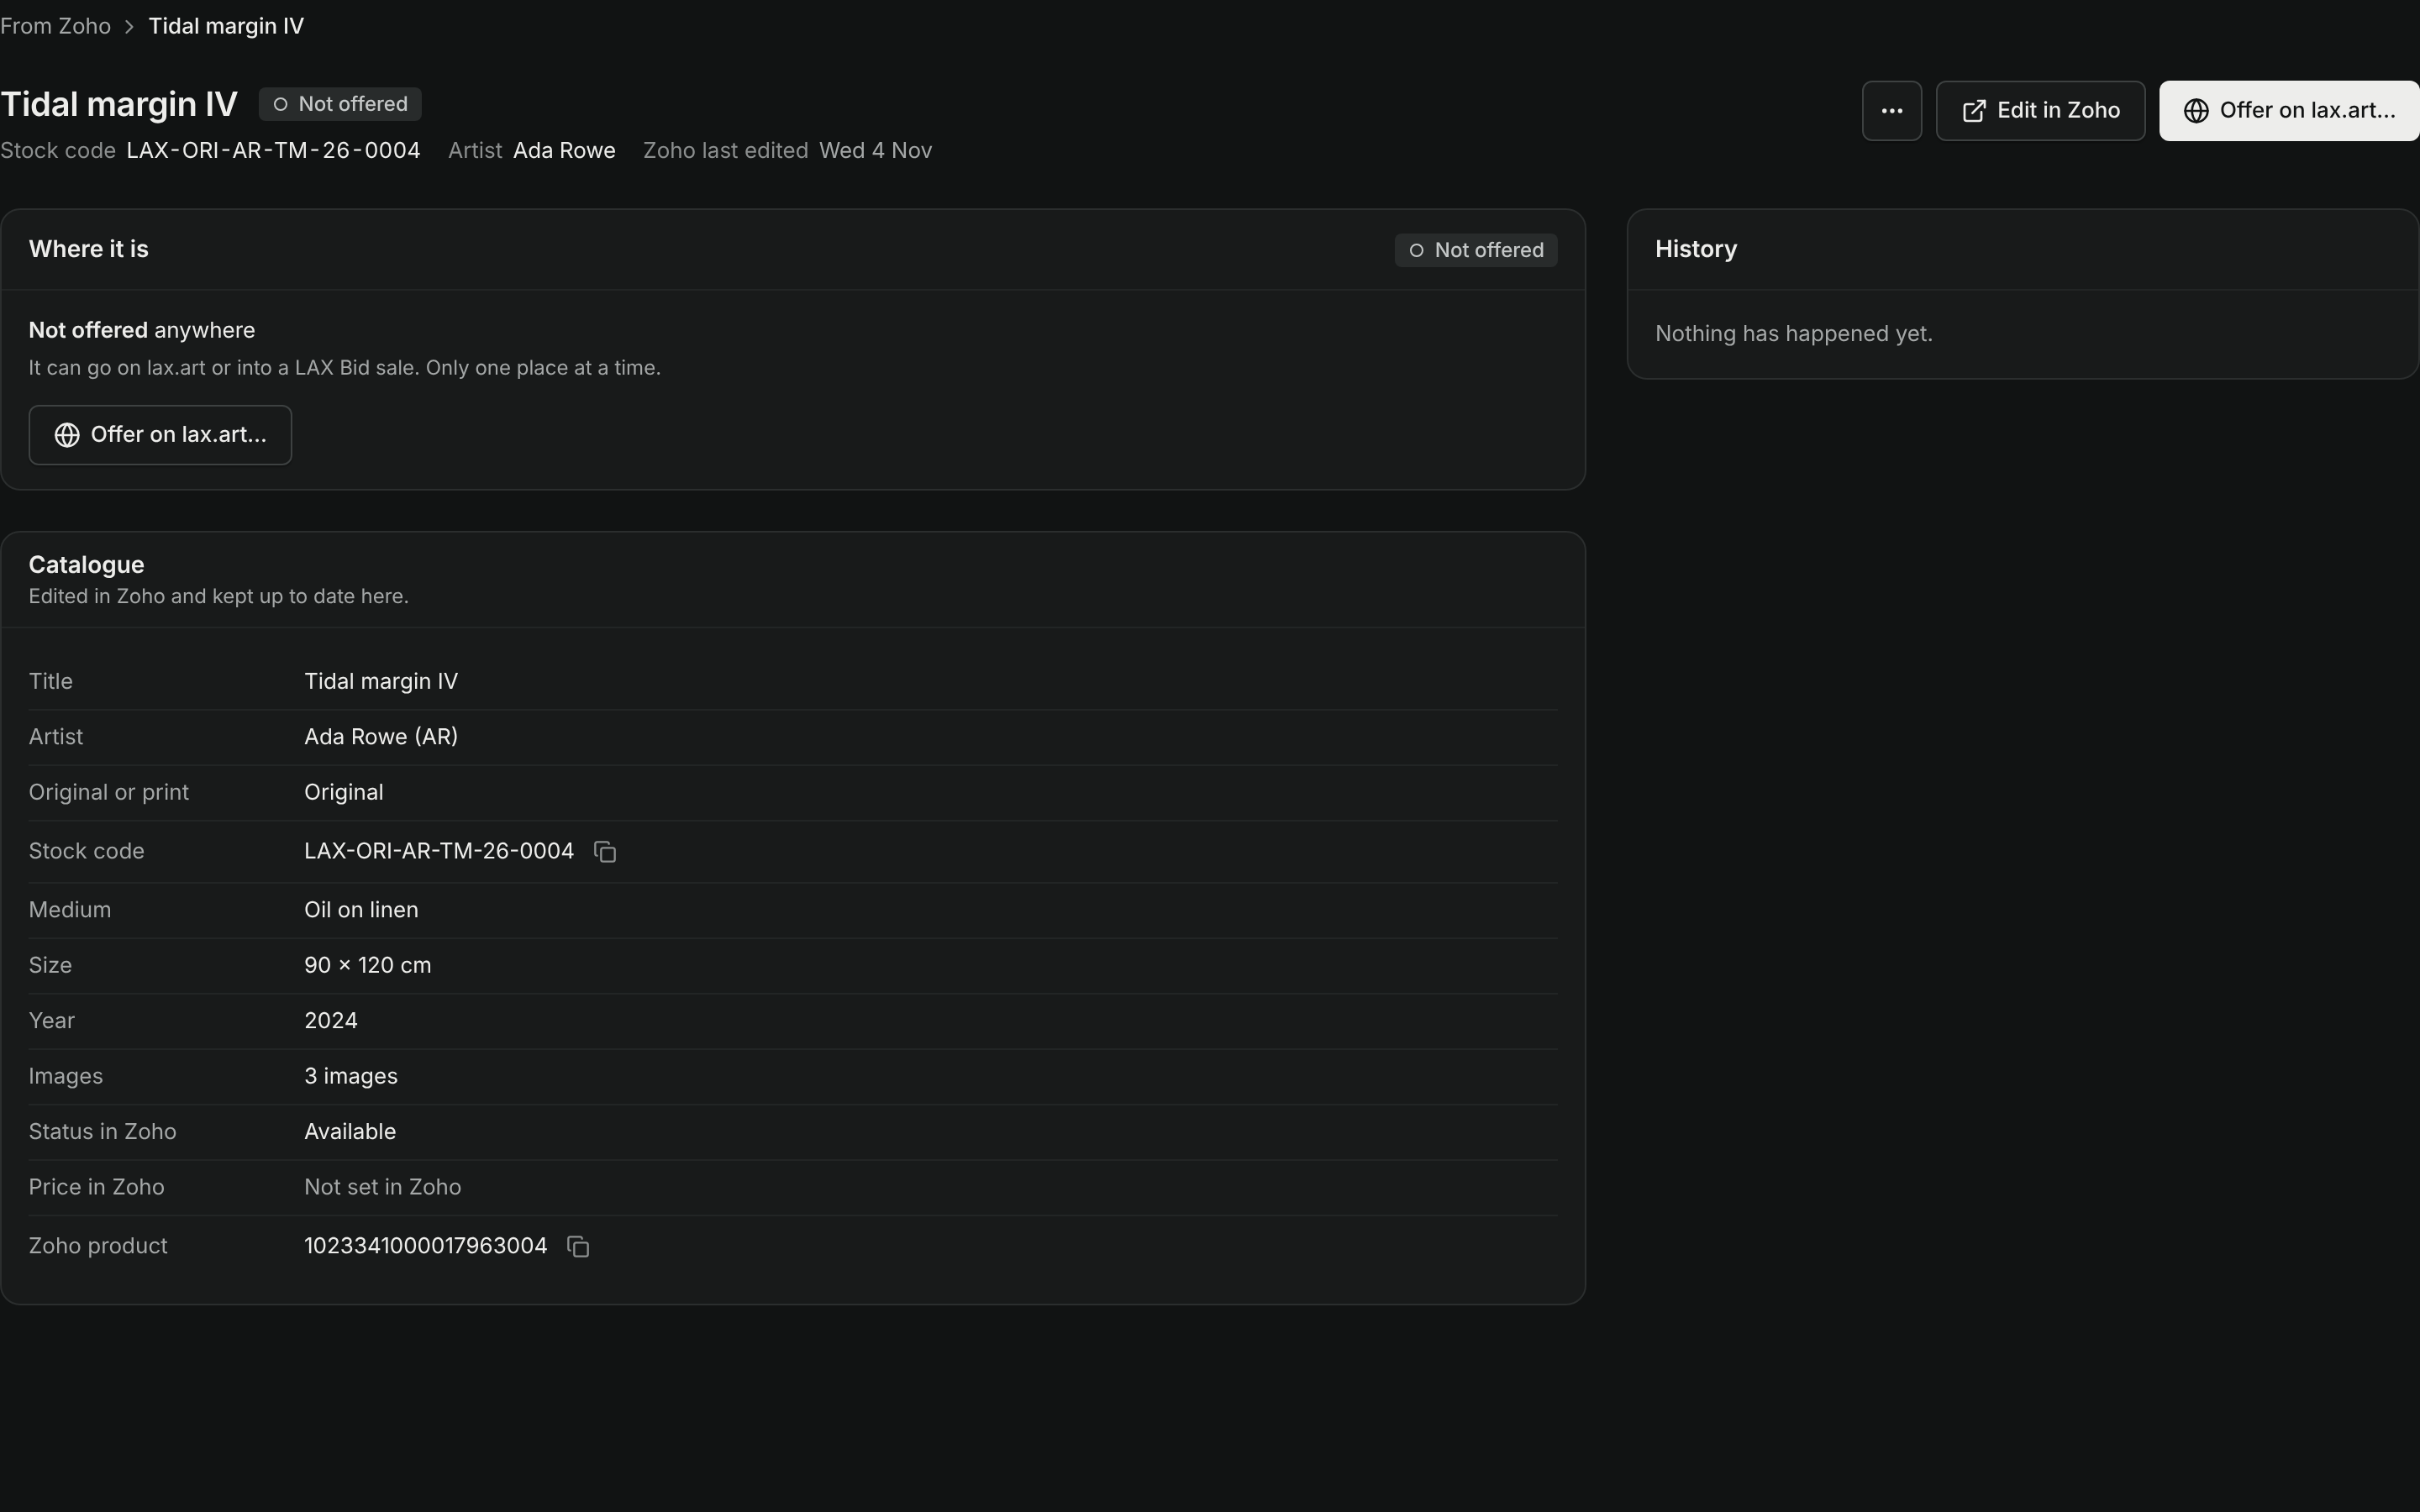 From Zoho > Tidal margin IV
Tidal margin IV Not offered
... Edit in Zoho Offer on lax.art...
Stock code LAX-ORI-AR-TM-26-0004 Artist Ada Rowe Zoho last edited Wed 4 Nov
Where it is Not offered
Not offered anywhere
It can go on lax.art or into a LAX Bid sale. Only one place at a time.
Offer on lax.art...
History
Nothing has happened yet.
Catalogue
Edited in Zoho and kept up to date here.
Title Tidal margin IV
Artist Ada Rowe (AR)
Original or print Original
Stock code LAX-ORI-AR-TM-26-0004
Medium Oil on linen
Size 90 × 120 cm
Year 2024
Images 3 images
Status in Zoho Available
Price in Zoho Not set in Zoho
Zoho product 1023341000017963004